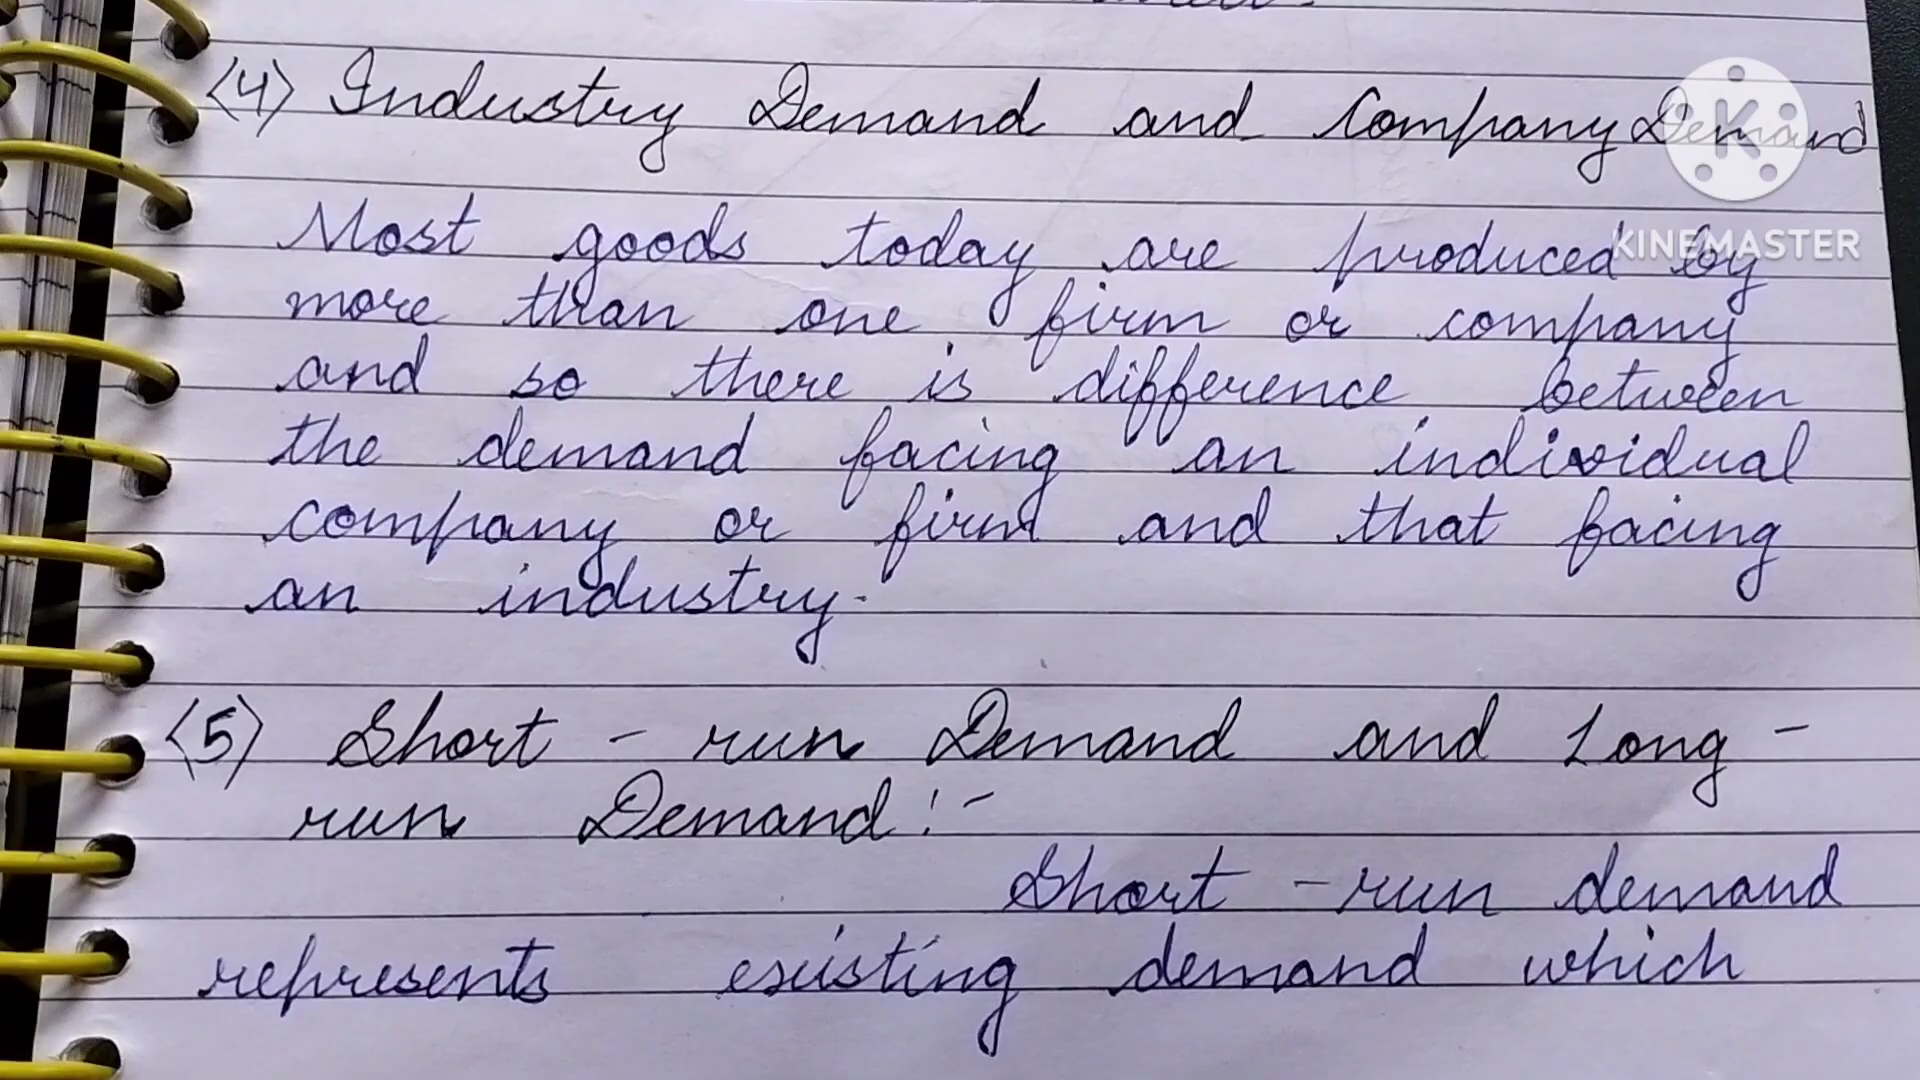 (4) Industry Demand and Company Demand
Most goods today are produced by
more than one firm or company
and so there is difference between
the demand facing an individual
company or firm and that facing
an industry.
(5) Short - run Demand and Long -
run Demand :-
Short - run demand
represents existing demand which
KINEMASTER